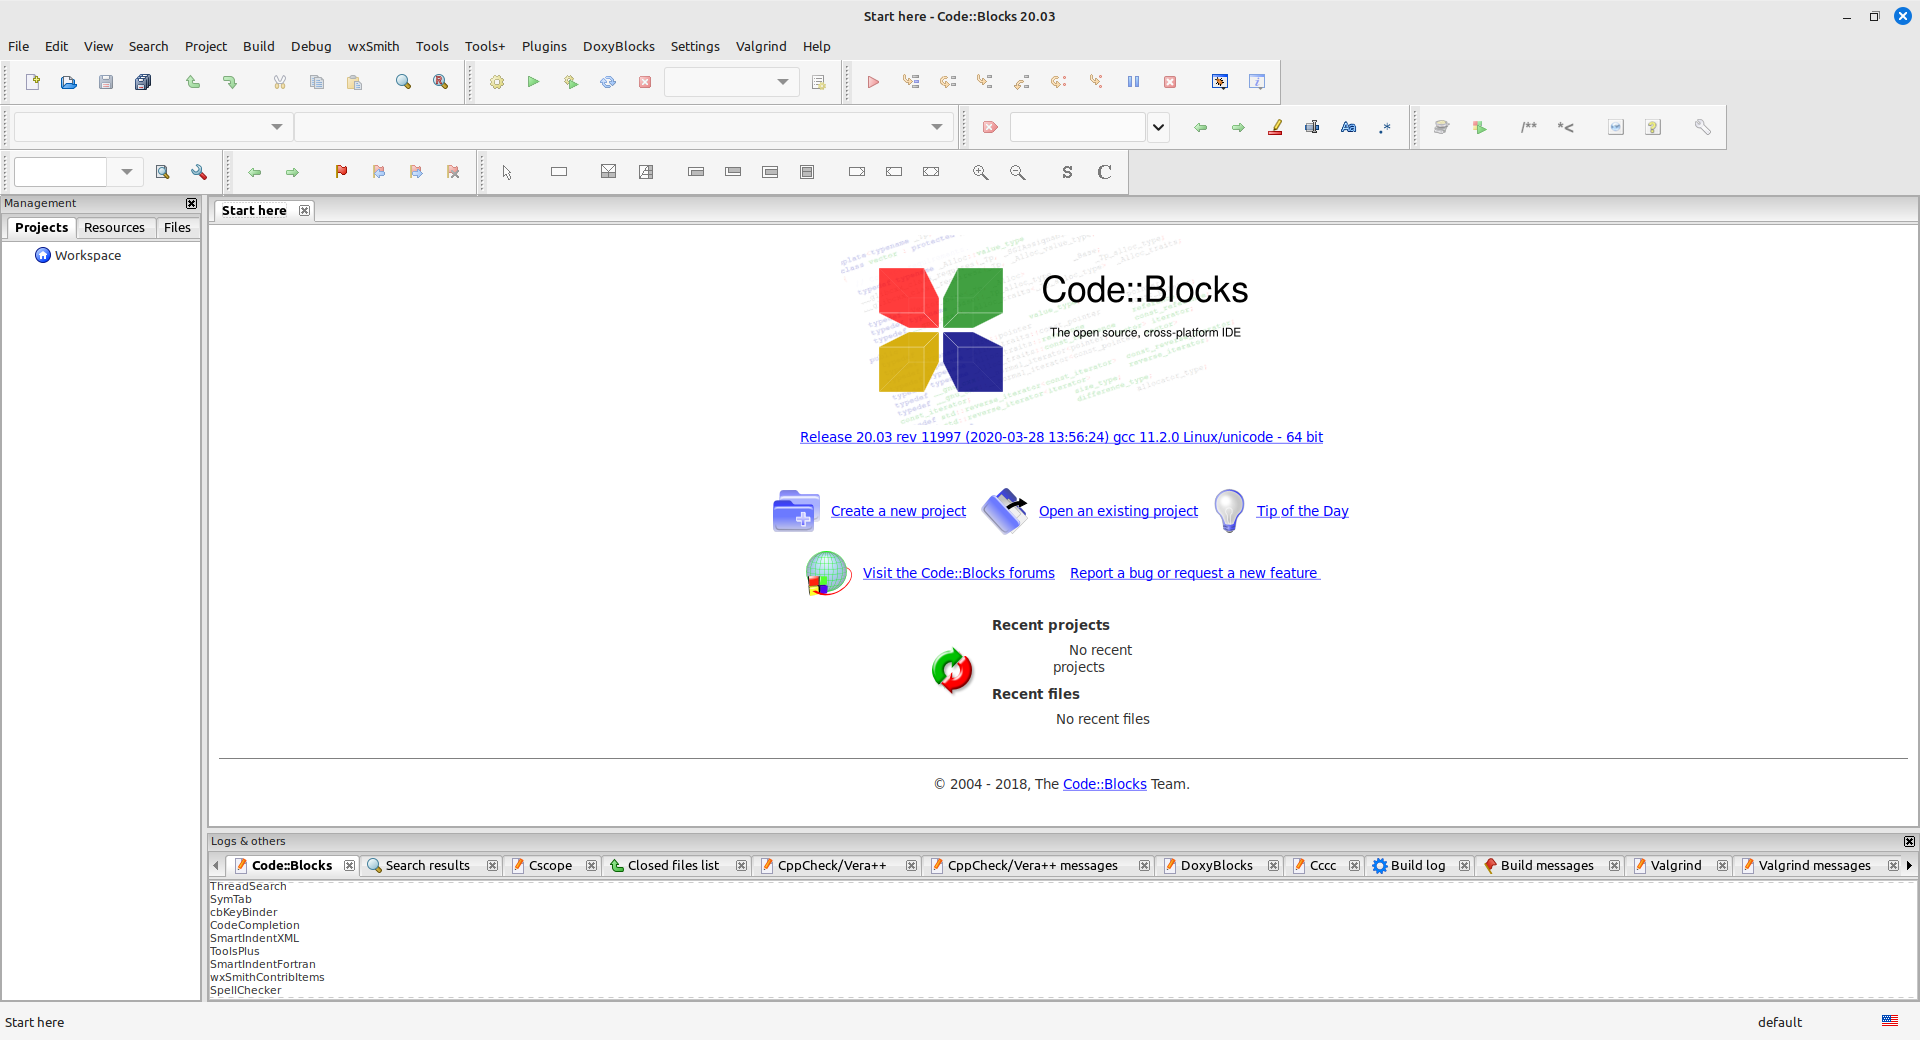 Start here - Code::Blocks 20.03
File Edit View Search Project Build Debug wxSmith Tools Tools+ Plugins DoxyBlocks Settings Valgrind Help
/** *<
Aa .*
S C
Management
Projects Resources Files
Workspace
Start here
Code::Blocks
The open source, cross-platform IDE
Release 20.03 rev 11997 (2020-03-28 13:56:24) gcc 11.2.0 Linux/unicode - 64 bit
Create a new project Open an existing project Tip of the Day
Visit the Code::Blocks forums Report a bug or request a new feature
Recent projects
No recent
projects
Recent files
No recent files
© 2004 - 2018, The Code::Blocks Team.
Logs & others
Code::Blocks Search results Cscope Closed files list CppCheck/Vera++ CppCheck/Vera++ messages DoxyBlocks Cccc Build log Build messages Valgrind Valgrind messages
ThreadSearch
SymTab
cbKeyBinder
CodeCompletion
SmartIndentXML
ToolsPlus
SmartIndentFortran
wxSmithContribItems
SpellChecker
Start here default